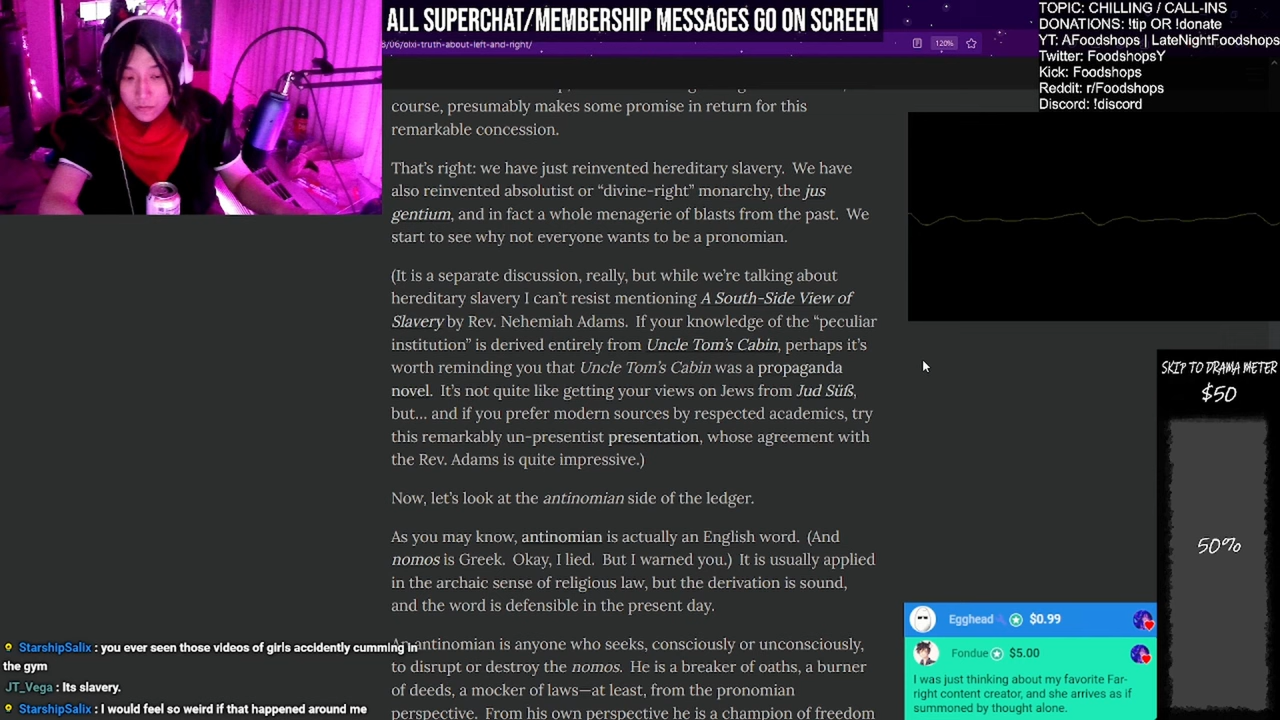 ALL SUPERCHAT/MEMBERSHIP MESSAGES GO ON SCREEN
/06/olxi-truth-about-left-and-right/
120%
TOPIC: CHILLING / CALL-INS
DONATIONS: !tip OR !donate
YT: AFoodshops | LateNightFoodshops
Twitter: FoodshopsY
Kick: Foodshops
Reddit: r/Foodshops
Discord: !discord
course, presumably makes some promise in return for this
remarkable concession.
That's right: we have just reinvented hereditary slavery. We have
also reinvented absolutist or “divine-right” monarchy, the jus
gentium, and in fact a whole menagerie of blasts from the past. We
start to see why not everyone wants to be a pronomian.
(It is a separate discussion, really, but while we're talking about
hereditary slavery I can't resist mentioning A South-Side View of
Slavery by Rev. Nehemiah Adams. If your knowledge of the “peculiar
institution” is derived entirely from Uncle Tom's Cabin, perhaps it's
worth reminding you that Uncle Tom's Cabin was a propaganda
novel. It's not quite like getting your views on Jews from Jud Süß,
but... and if you prefer modern sources by respected academics, try
this remarkably un-presentist presentation, whose agreement with
the Rev. Adams is quite impressive.)
Now, let's look at the antinomian side of the ledger.
As you may know, antinomian is actually an English word. (And
nomos is Greek. Okay, I lied. But I warned you.) It is usually applied
in the archaic sense of religious law, but the derivation is sound,
and the word is defensible in the present day.
An antinomian is anyone who seeks, consciously or unconsciously,
to disrupt or destroy the nomos. He is a breaker of oaths, a burner
of deeds, a mocker of laws—at least, from the pronomian
perspective. From his own perspective he is a champion of freedom
SKIP TO DRAMA METER
$50
50%
Egghead $0.99
Fondue $5.00
I was just thinking about my favorite Far-
right content creator, and she arrives as if
summoned by thought alone.
StarshipSalix : you ever seen those videos of girls accidently cumming in
the gym
JT_Vega : Its slavery.
StarshipSalix : I would feel so weird if that happened around me